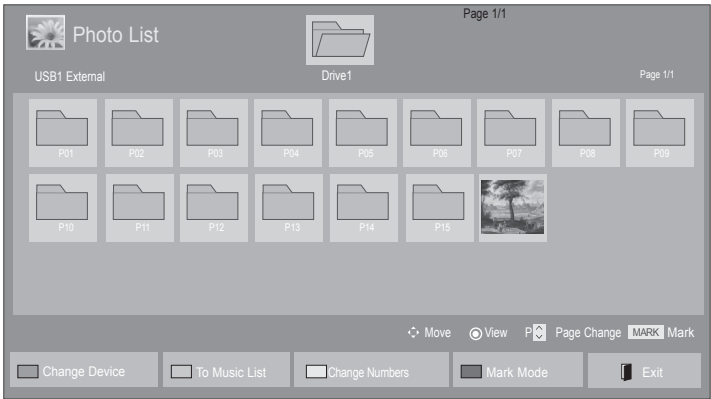 Page 1/1
Photo List
USB1 External
Drive1
Page 1/1
P01 P02 P03 P04 P05 P06 P07 P08 P09
P10 P11 P12 P13 P14 P15
Move View P Page Change MARK Mark
Change Device To Music List Change Numbers Mark Mode Exit